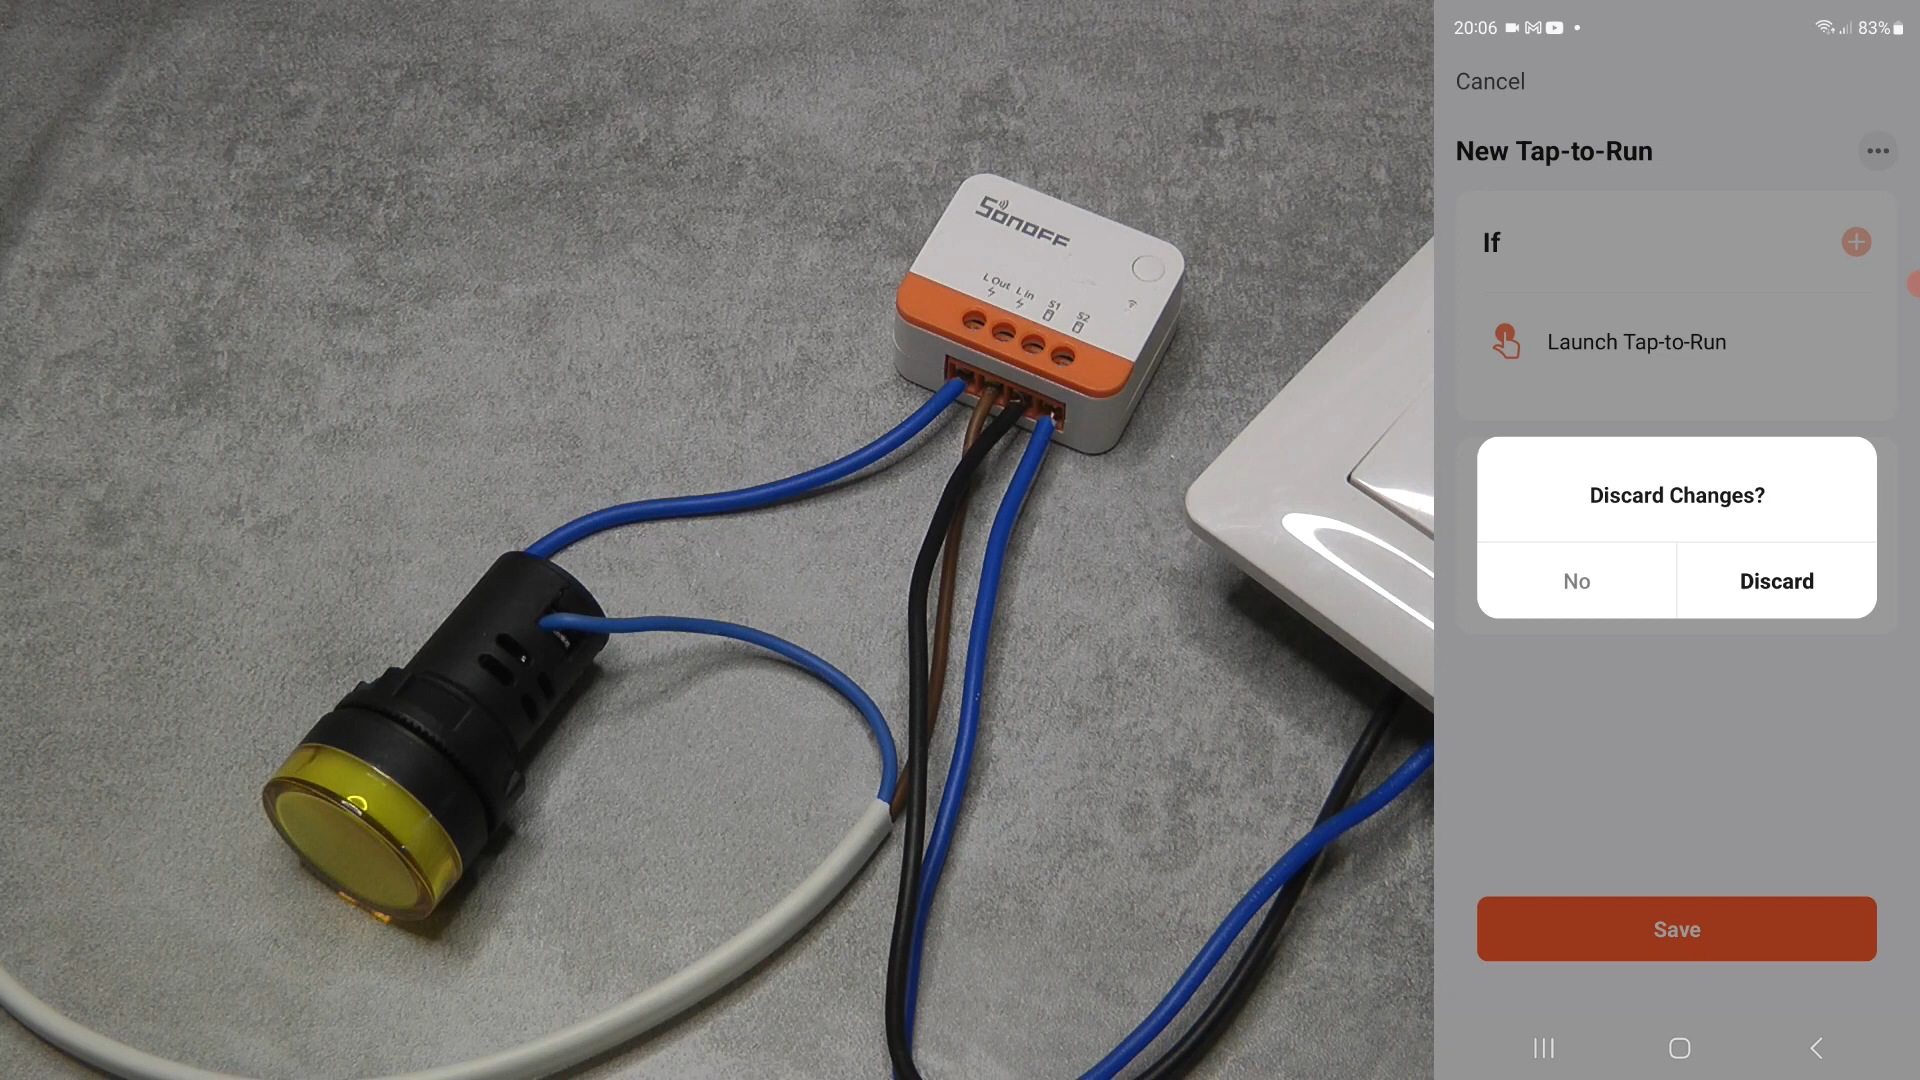 SONOFF
L Out
L in
S1
S2
20:06
83%
Cancel
New Tap-to-Run
If
Launch Tap-to-Run
Discard Changes?
No
Discard
Save